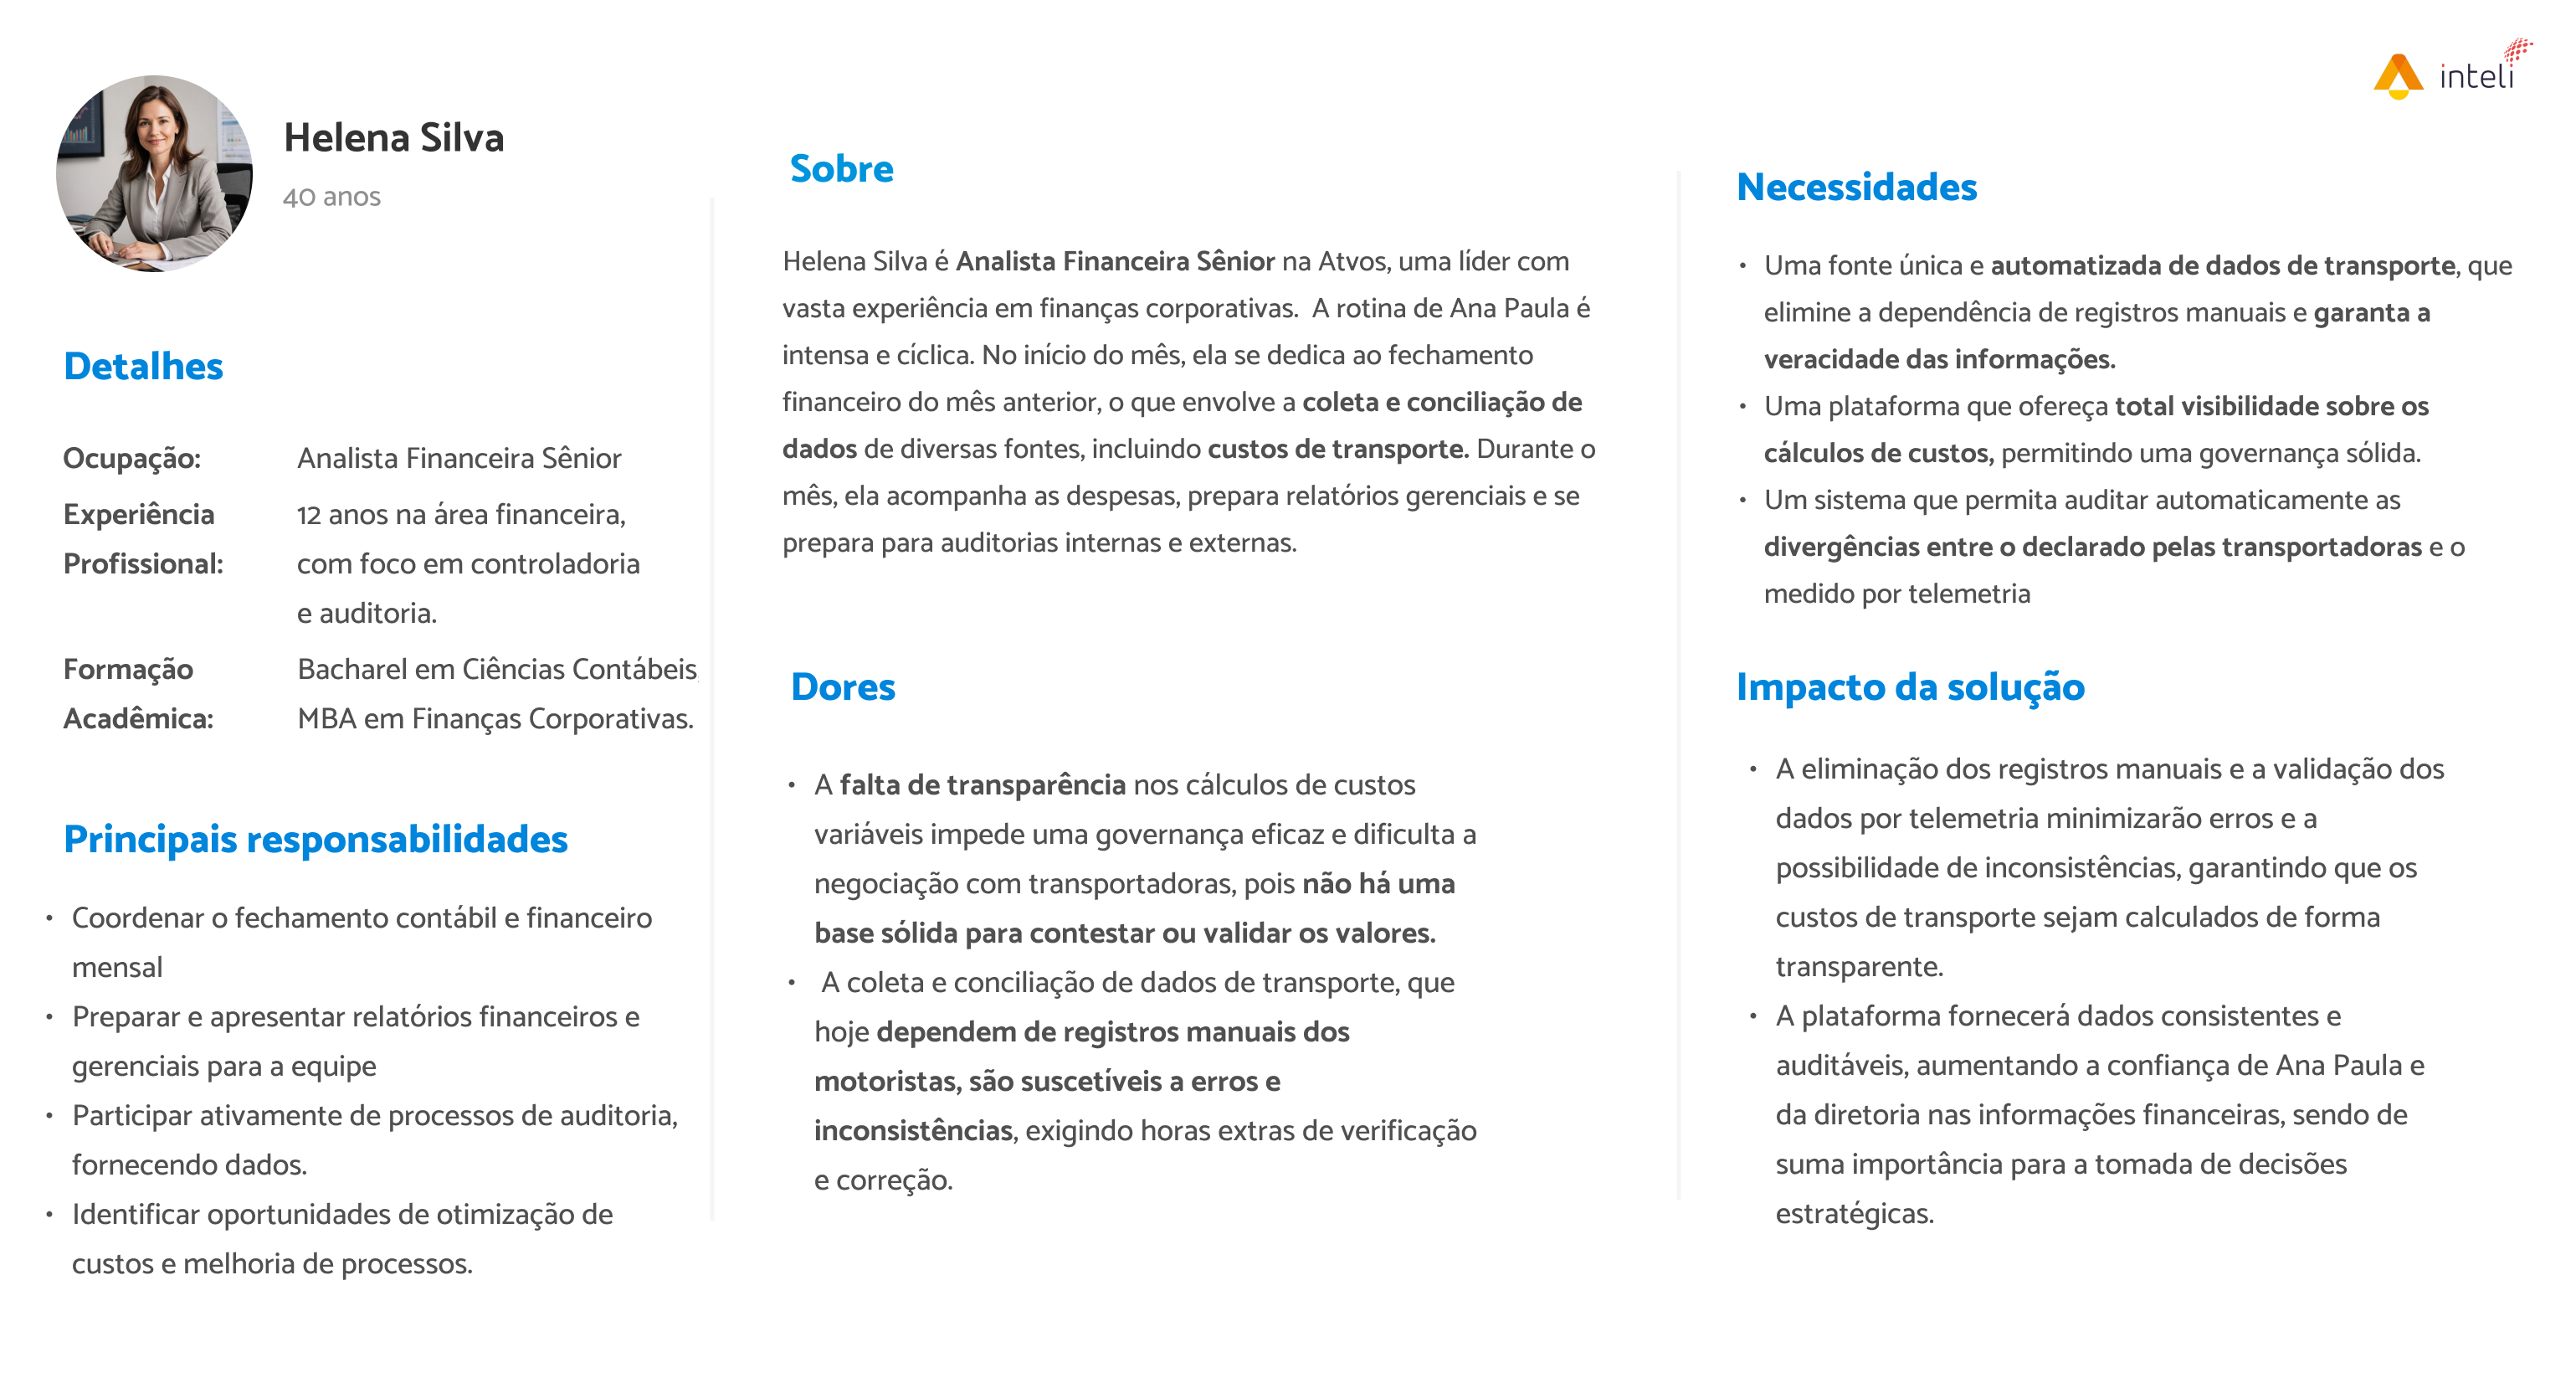 inteli
Helena Silva
40 anos
Detalhes
Ocupação: Analista Financeira Sênior
Experiência 12 anos na área financeira,
Profissional: com foco em controladoria
e auditoria.
Formação Bacharel em Ciências Contábeis,
Acadêmica: MBA em Finanças Corporativas.
Principais responsabilidades
• Coordenar o fechamento contábil e financeiro
mensal
• Preparar e apresentar relatórios financeiros e
gerenciais para a equipe
• Participar ativamente de processos de auditoria,
fornecendo dados.
• Identificar oportunidades de otimização de
custos e melhoria de processos.
Sobre
Helena Silva é Analista Financeira Sênior na Atvos, uma líder com
vasta experiência em finanças corporativas. A rotina de Ana Paula é
intensa e cíclica. No início do mês, ela se dedica ao fechamento
financeiro do mês anterior, o que envolve a coleta e conciliação de
dados de diversas fontes, incluindo custos de transporte. Durante o
mês, ela acompanha as despesas, prepara relatórios gerenciais e se
prepara para auditorias internas e externas.
Dores
• A falta de transparência nos cálculos de custos
variáveis impede uma governança eficaz e dificulta a
negociação com transportadoras, pois não há uma
base sólida para contestar ou validar os valores.
• A coleta e conciliação de dados de transporte, que
hoje dependem de registros manuais dos
motoristas, são suscetíveis a erros e
inconsistências, exigindo horas extras de verificação
e correção.
Necessidades
• Uma fonte única e automatizada de dados de transporte, que
elimine a dependência de registros manuais e garanta a
veracidade das informações.
• Uma plataforma que ofereça total visibilidade sobre os
cálculos de custos, permitindo uma governança sólida.
• Um sistema que permita auditar automaticamente as
divergências entre o declarado pelas transportadoras e o
medido por telemetria
Impacto da solução
• A eliminação dos registros manuais e a validação dos
dados por telemetria minimizarão erros e a
possibilidade de inconsistências, garantindo que os
custos de transporte sejam calculados de forma
transparente.
• A plataforma fornecerá dados consistentes e
auditáveis, aumentando a confiança de Ana Paula e
da diretoria nas informações financeiras, sendo de
suma importância para a tomada de decisões
estratégicas.